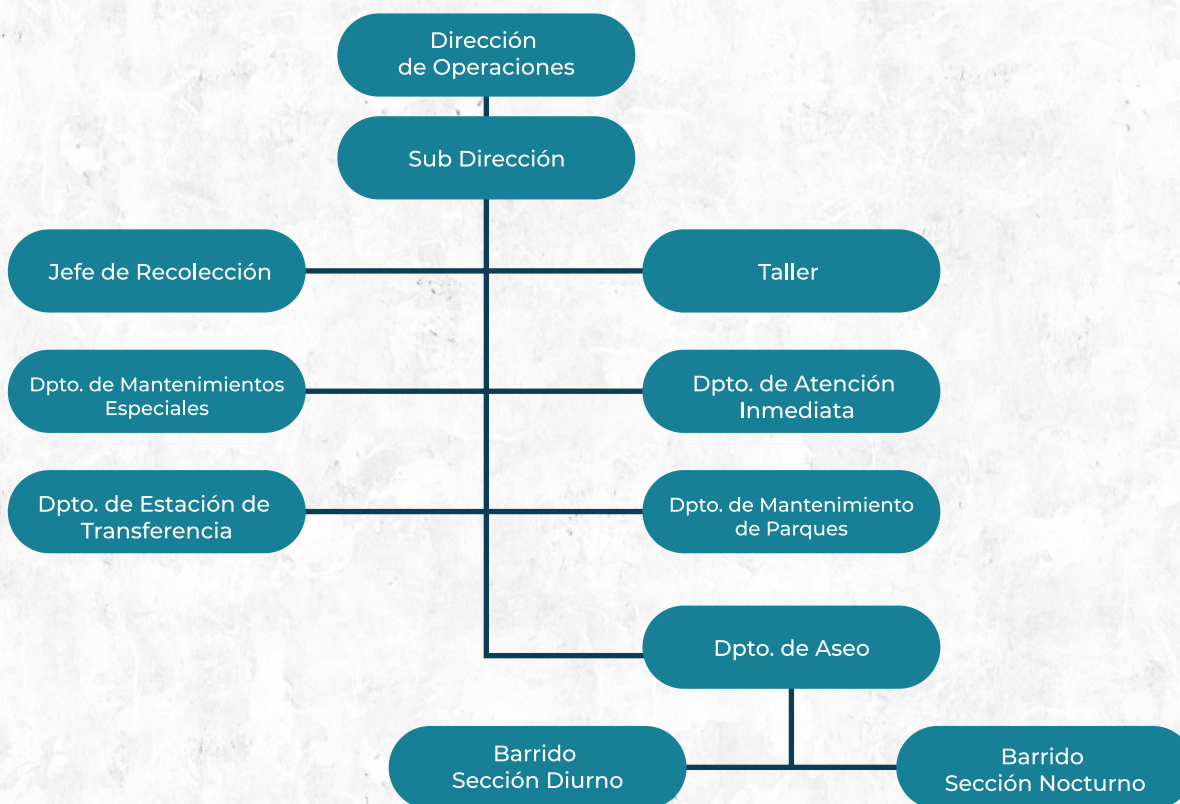 Dirección
de Operaciones
Sub Dirección
Jefe de Recolección
Taller
Dpto. de Mantenimientos
Especiales
Dpto. de Atención
Inmediata
Dpto. de Estación de
Transferencia
Dpto. de Mantenimiento
de Parques
Dpto. de Aseo
Barrido
Sección Diurno
Barrido
Sección Nocturno